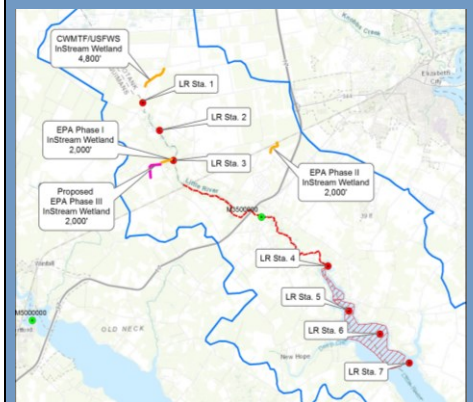 CWMTF/USFWS
InStream Wetland
4,800'
Elizabeth
City
LR Sta. 1
LR Sta. 2
EPA Phase I
InStream Wetland
2,000'
LR Sta. 3
EPA Phase II
InStream Wetland
2,000'
Proposed
EPA Phase III
InStream Wetland
2,000'
Little River
M3500000
LR Sta. 4
LR Sta. 5
M5000000
OLD NECK
LR Sta. 6
New Hope
LR Sta. 7